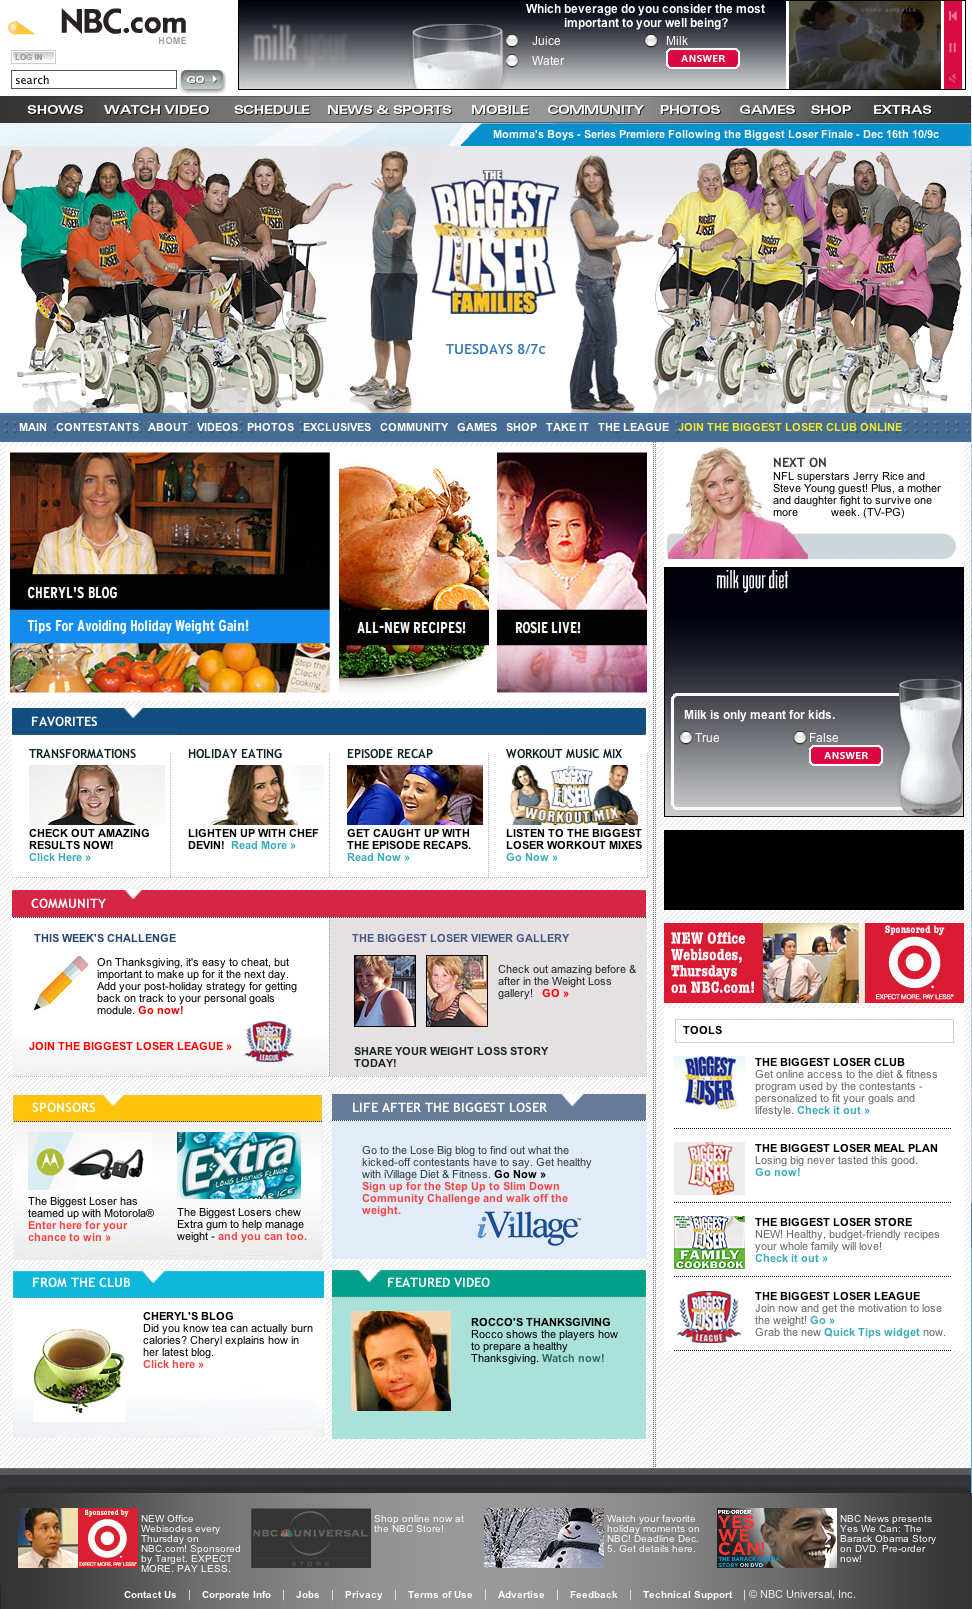 NBC.com
HOME
LOG IN
search
GO
milk your
Which beverage do you consider the most
important to your well being?
Juice
Milk
Water
ANSWER
SHOWS WATCH VIDEO SCHEDULE NEWS & SPORTS MOBILE COMMUNITY PHOTOS GAMES SHOP EXTRAS
Momma's Boys - Series Premiere Following the Biggest Loser Finale - Dec 16th 10/9c
THE
BIGGEST
LOSER
FAMILIES
TUESDAYS 8/7c
MAIN CONTESTANTS ABOUT VIDEOS PHOTOS EXCLUSIVES COMMUNITY GAMES SHOP TAKE IT THE LEAGUE JOIN THE BIGGEST LOSER CLUB ONLINE
CHERYL'S BLOG
Tips For Avoiding Holiday Weight Gain!
Stop the
Clock!
Cooking
ALL-NEW RECIPES!
ROSIE LIVE!
NEXT ON
NFL superstars Jerry Rice and
Steve Young guest! Plus, a mother
and daughter fight to survive one
more week. (TV-PG)
milk your diet
Milk is only meant for kids.
True
False
ANSWER
FAVORITES
TRANSFORMATIONS
CHECK OUT AMAZING
RESULTS NOW!
Click Here »
HOLIDAY EATING
LIGHTEN UP WITH CHEF
DEVIN! Read More »
EPISODE RECAP
GET CAUGHT UP WITH
THE EPISODE RECAPS.
Read Now »
WORKOUT MUSIC MIX
BIGGEST
LOSER
WORKOUT MIX
LISTEN TO THE BIGGEST
LOSER WORKOUT MIXES
Go Now »
COMMUNITY
THIS WEEK'S CHALLENGE
On Thanksgiving, it's easy to cheat, but
important to make up for it the next day.
Add your post-holiday strategy for getting
back on track to your personal goals
module. Go now!
JOIN THE BIGGEST LOSER LEAGUE »
BIGGEST
LOSER
LEAGUE
THE BIGGEST LOSER VIEWER GALLERY
Check out amazing before &
after in the Weight Loss
gallery! GO »
SHARE YOUR WEIGHT LOSS STORY
TODAY!
NEW Office
Webisodes,
Thursdays
on NBC.com!
Sponsored by
EXPECT MORE. PAY LESS.
TOOLS
BIGGEST
LOSER
CLUB
THE BIGGEST LOSER CLUB
Get online access to the diet & fitness
program used by the contestants -
personalized to fit your goals and
lifestyle. Check it out »
BIGGEST
LOSER
THE BIGGEST LOSER MEAL PLAN
Losing big never tasted this good.
Go now!
BIGGEST
LOSER
FAMILY
COOKBOOK
THE BIGGEST LOSER STORE
NEW! Healthy, budget-friendly recipes
your whole family will love!
Check it out »
BIGGEST
LOSER
LEAGUE
THE BIGGEST LOSER LEAGUE
Join now and get the motivation to lose
the weight! Go »
Grab the new Quick Tips widget now.
SPONSORS
The Biggest Loser has
teamed up with Motorola®
Enter here for your
chance to win »
Extra
LONG LASTING FLAVOR
The Biggest Losers chew
Extra gum to help manage
weight - and you can too.
LIFE AFTER THE BIGGEST LOSER
Go to the Lose Big blog to find out what the
kicked-off contestants have to say. Get healthy
with iVillage Diet & Fitness. Go Now »
Sign up for the Step Up to Slim Down
Community Challenge and walk off the
weight.
iVillage
FROM THE CLUB
CHERYL'S BLOG
Did you know tea can actually burn
calories? Cheryl explains how in
her latest blog.
Click here »
FEATURED VIDEO
ROCCO'S THANKSGIVING
Rocco shows the players how
to prepare a healthy
Thanksgiving. Watch now!
Sponsored by
EXPECT MORE. PAY LESS.
NEW Office
Webisodes every
Thursday on
NBC.com! Sponsored
by Target. EXPECT
MORE. PAY LESS.
NBC UNIVERSAL
STORE
Shop online now at
the NBC Store!
Watch your favorite
holiday moments on
NBC! Deadline Dec.
5. Get details here.
PRE-ORDER
YES
WE
CAN!
THE BARACK OBAMA
STORY ON DVD
NBC News presents
Yes We Can: The
Barack Obama Story
on DVD. Pre-order
now!
Contact Us | Corporate Info | Jobs | Privacy | Terms of Use | Advertise | Feedback | Technical Support | © NBC Universal, Inc.